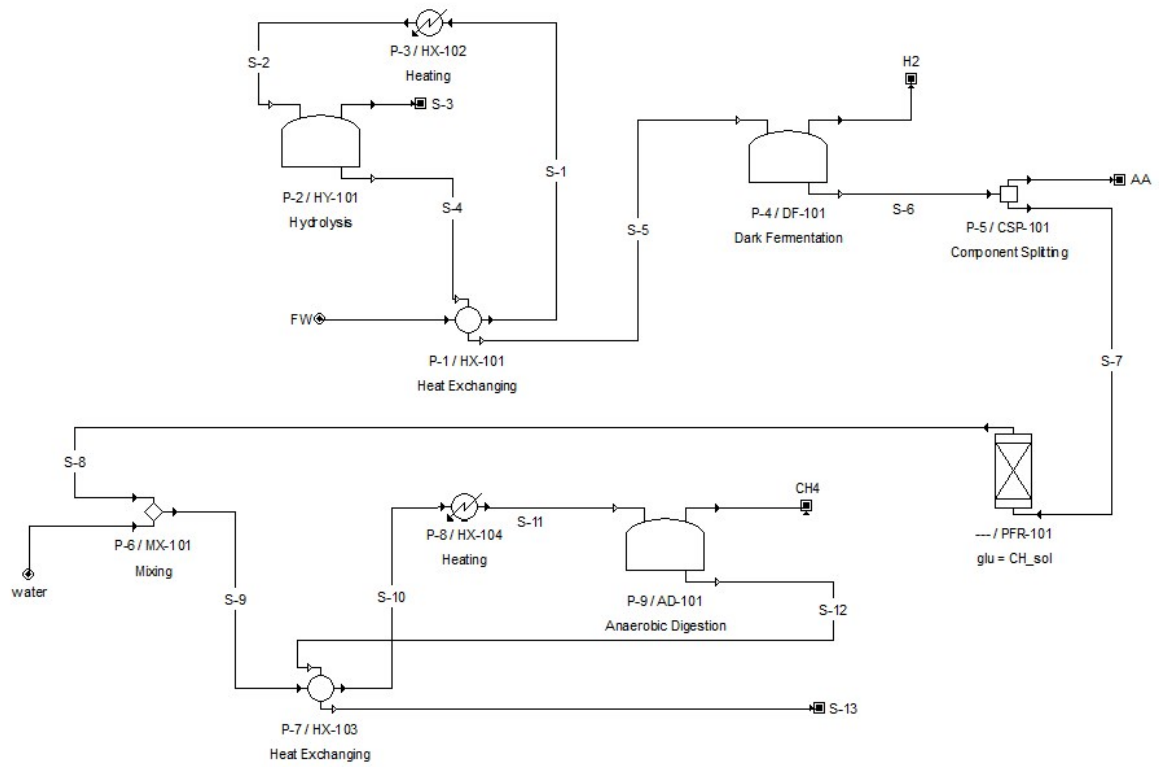 P-3 / HX-102
Heating
S-2
S-3
H2
P-2 / HY-101
Hydrolysis
S-1
S-4
S-5
AA
P-4 / DF-101
Dark Fermentation
S-6
P-5 / CSP-101
Component Splitting
FW
P-1 / HX-101
Heat Exchanging
S-7
S-8
P-6 / MX-101
Mixing
water
S-9
S-10
P-8 / HX-104
Heating
S-11
CH4
--- / PFR-101
glu = CH_sol
P-9 / AD-101
Anaerobic Digestion
S-12
P-7 / HX-103
Heat Exchanging
S-13